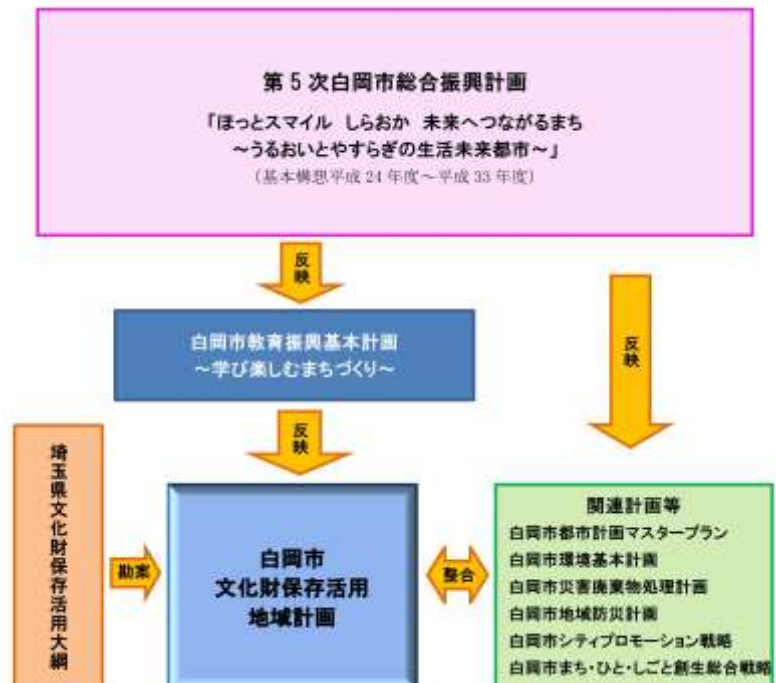 第5次白岡市総合振興計画
「ほっとスマイル しらおか 未来へつながるまち
～うるおいとやすらぎの生活未来都市～」
(基本構想平成24年度～平成33年度)
反映
反映
白岡市教育振興基本計画
～学び楽しむまちづくり～
反映
埼玉県文化財保存活用大綱
勘案
白岡市
文化財保存活用
地域計画
整合
関連計画等
白岡市都市計画マスタープラン
白岡市環境基本計画
白岡市災害廃棄物処理計画
白岡市地域防災計画
白岡市シティプロモーション戦略
白岡市まち・ひと・しごと創生総合戦略